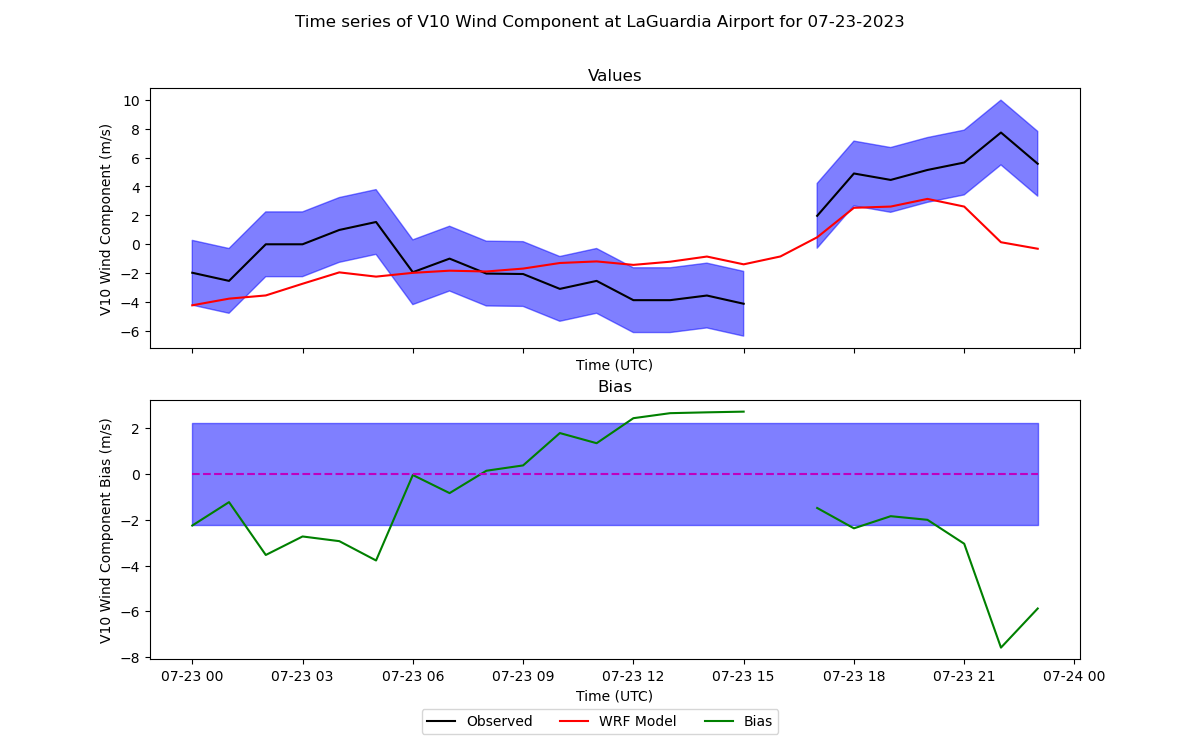 Time series of V10 Wind Component at LaGuardia Airport for 07-23-2023
Values
V10 Wind Component (m/s)
10
8
6
4
2
0
−2
−4
−6
Time (UTC)
Bias
V10 Wind Component Bias (m/s)
2
0
−2
−4
−6
−8
07-23 00 07-23 03 07-23 06 07-23 09 07-23 12 07-23 15 07-23 18 07-23 21 07-24 00
Time (UTC)
Observed WRF Model Bias